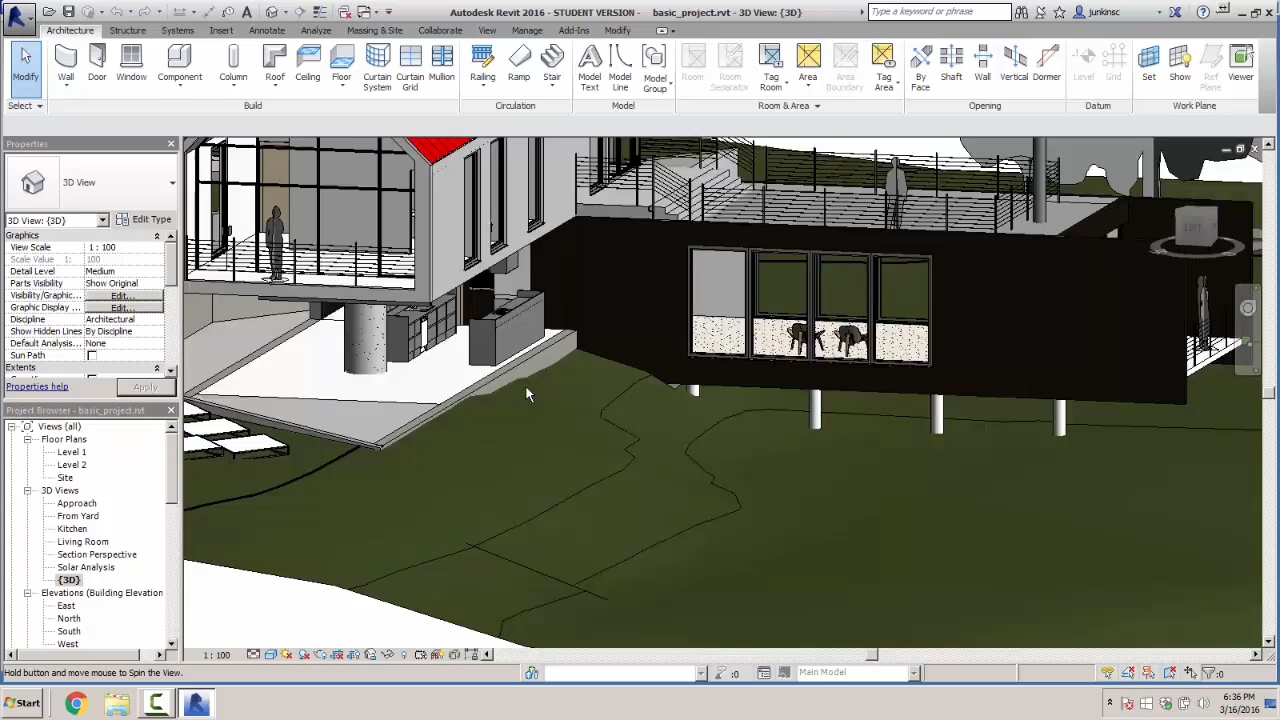 Autodesk Revit 2016 - STUDENT VERSION - basic_project.rvt - 3D View: {3D}
Type a keyword or phrase
junkinsc
Architecture Structure Systems Insert Annotate Analyze Massing & Site Collaborate View Manage Add-Ins Modify
Modify Wall Door Window Component Column Roof Ceiling Floor Curtain System Curtain Grid Mullion Railing Ramp Stair Model Text Model Line Model Group Room Room Separator Tag Room Area Area Boundary Tag Area By Face Shaft Wall Vertical Dormer Level Grid Set Show Ref Plane Viewer
Select Build Circulation Model Room & Area Opening Datum Work Plane
Properties
3D View
3D View: {3D} Edit Type
Graphics
View Scale 1 : 100
Scale Value 1: 100
Detail Level Medium
Parts Visibility Show Original
Visibility/Graphic... Edit...
Graphic Display ... Edit...
Discipline Architectural
Show Hidden Lines By Discipline
Default Analysis... None
Sun Path
Extents
Properties help Apply
Project Browser - basic_project.rvt
Views (all)
Floor Plans
Level 1
Level 2
Site
3D Views
Approach
From Yard
Kitchen
Living Room
Section Perspective
Solar Analysis
{3D}
Elevations (Building Elevation
East
North
South
West
LEFT
1 : 100
Hold button and move mouse to Spin the View.
:0 Main Model :0
Start
6:36 PM
3/16/2016